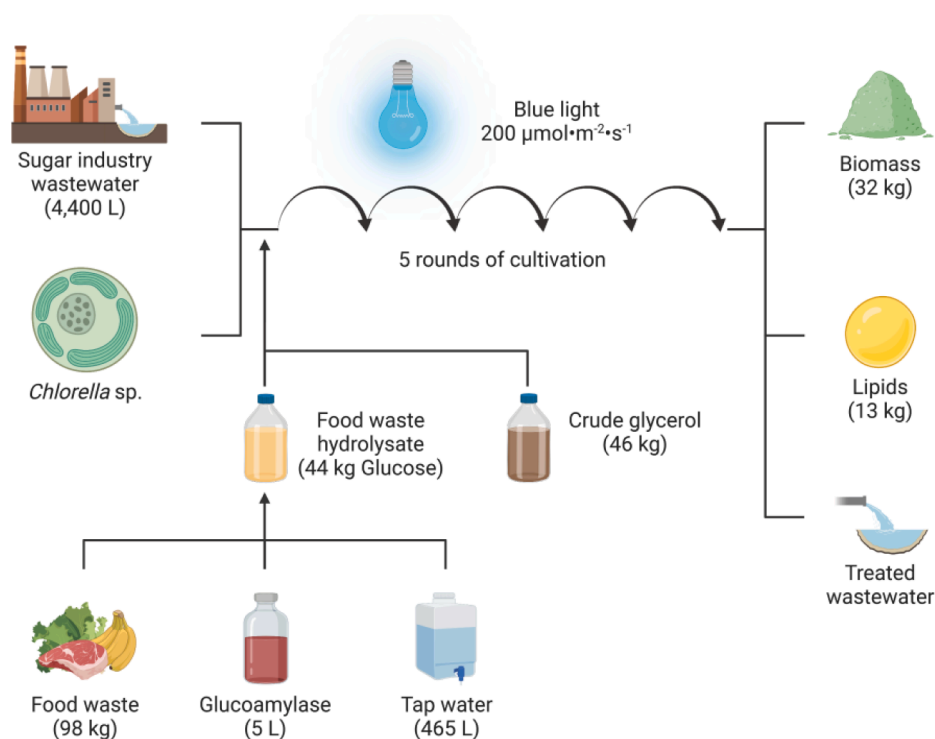 Blue light
200 μmol•m⁻²•s⁻¹
Sugar industry
wastewater
(4,400 L)
Biomass
(32 kg)
5 rounds of cultivation
Chlorella sp.
Lipids
(13 kg)
Food waste
hydrolysate
(44 kg Glucose)
Crude glycerol
(46 kg)
Treated
wastewater
Food waste
(98 kg)
Glucoamylase
(5 L)
Tap water
(465 L)